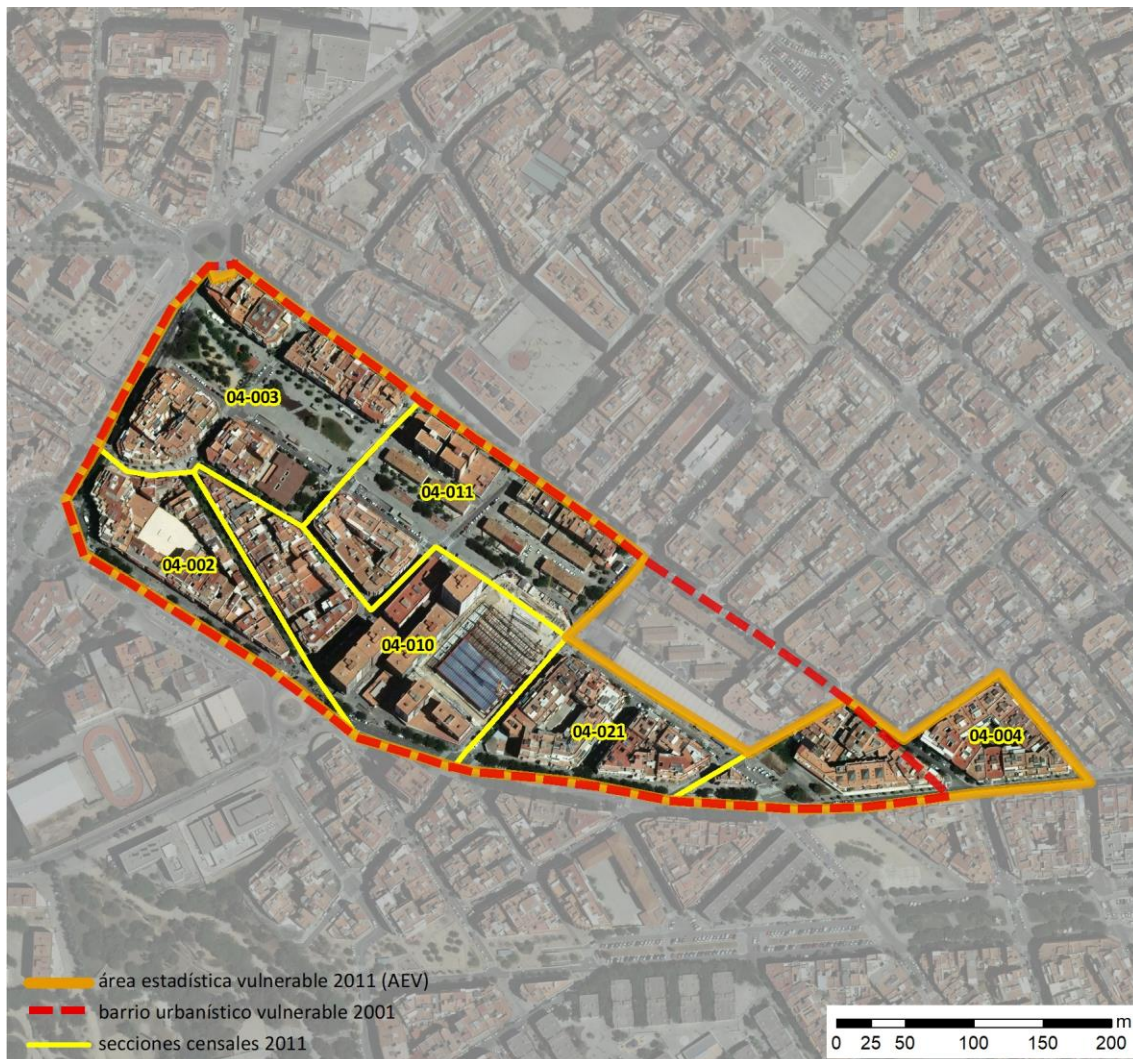 04-003
04-011
04-002
04-010
04-021
04-004
área estadística vulnerable 2011 (AEV)
barrio urbanístico vulnerable 2001
secciones censales 2011
m
0 25 50 100 150 200